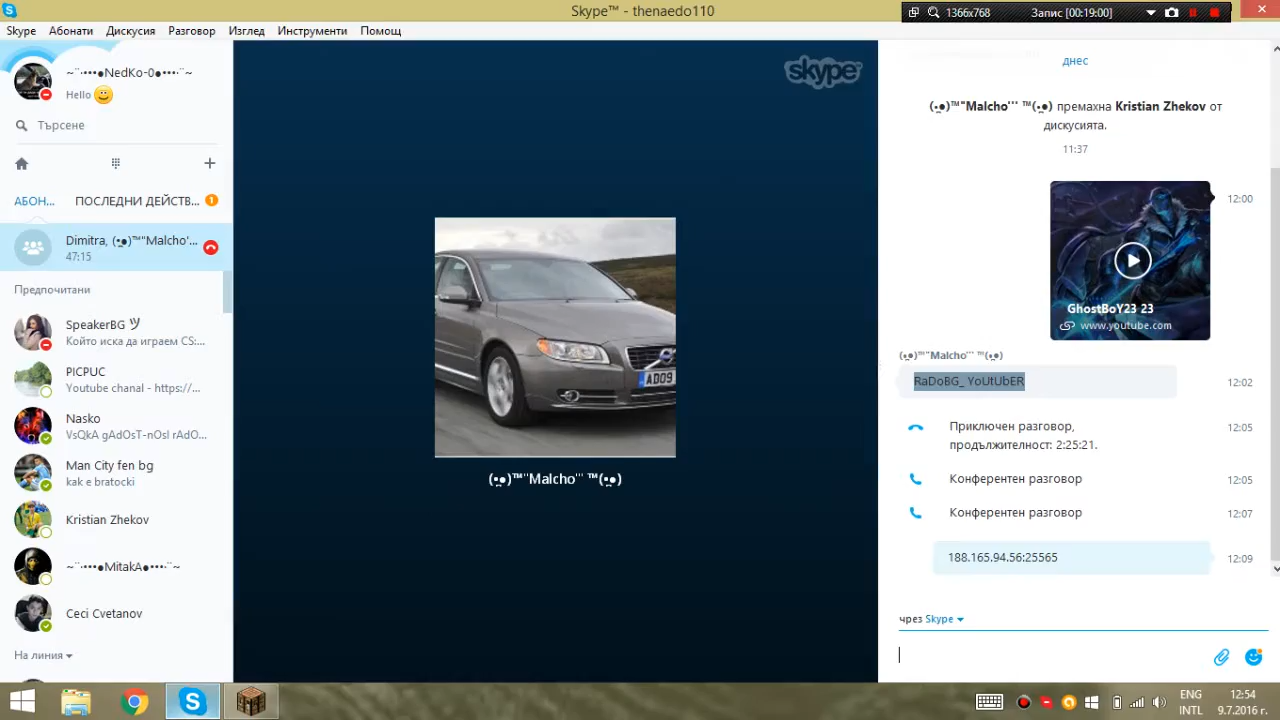 Skype™ - thenaedo110
1366x768
Запис [00:19:00]
Skype Абонати Дискусия Разговор Изглед Инструменти Помощ
~¨·•••●NedKo-0●•••·¨~
Hello
Търсене
АБОН...
ПОСЛЕДНИ ДЕЙСТВ...
1
Dimitra, (•̪●)™"Malcho'...
47:15
Предпочитани
SpeakerBG ツ
Който иска да играем CS:...
PICPUC
Youtube chanal - https://...
Nasko
VsQkA gAdOsT-nOsI rAdO...
Man City fen bg
kak e bratocki
Kristian Zhekov
~¨·•••●MitakA●•••·¨~
Ceci Cvetanov
На линия
skype
AD09
(•̪●)™"Malcho''' ™(•̪●)
днес
(•̪●)™"Malcho''' ™(•̪●) премахна Kristian Zhekov от
дискусията.
11:37
12:00
GhostBoY23 23
www.youtube.com
(•̪●)™"Malcho''' ™(•̪●)
RaDoBG_ YoUtUbER
12:02
Приключен разговор,
продължителност: 2:25:21.
12:05
Конферентен разговор
12:05
Конферентен разговор
12:07
188.165.94.56:25565
12:09
чрез Skype
ENG
INTL
12:54
9.7.2016 г.